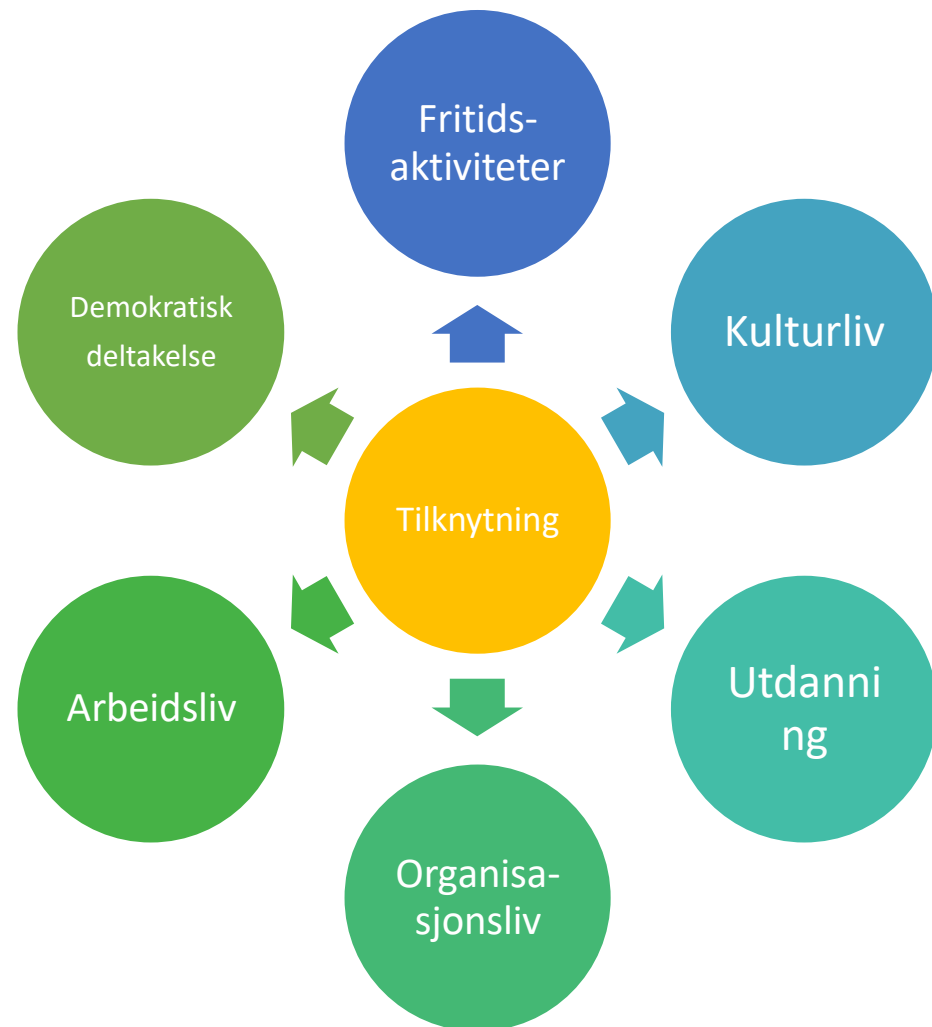 Fritids-
aktiviteter
Demokratisk
deltakelse
Kulturliv
Tilknytning
Arbeidsliv
Utdanni
ng
Organisa-
sjonsliv